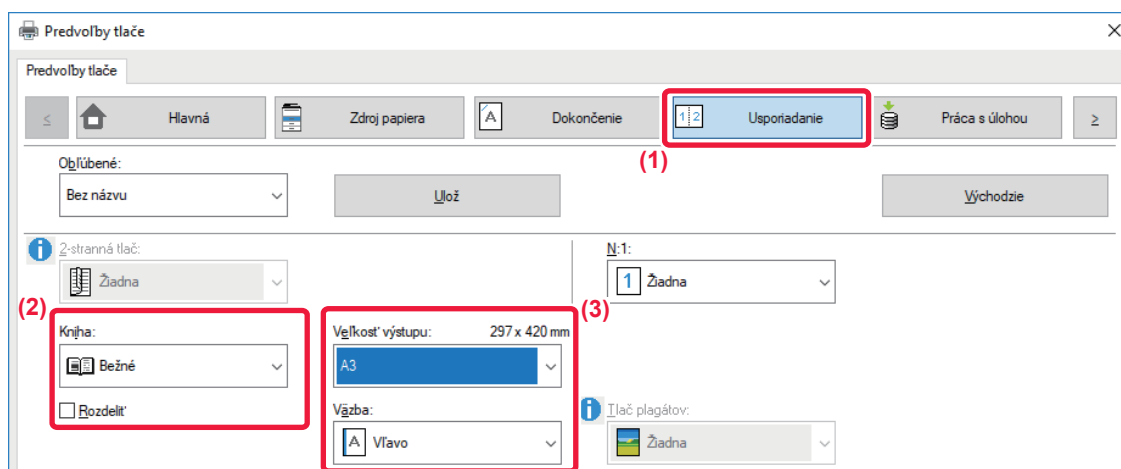 Predvoľby tlače
Predvoľby tlače
< Hlavná Zdroj papiera A Dokončenie 1 2 Usporiadanie Práca s úlohou >
(1)
Obľúbené:
Bez názvu Ulož Východzie
i 2-stranná tlač: N:1:
Žiadna 1 Žiadna
(2) (3)
Kniha: Veľkosť výstupu: 297 x 420 mm
Bežné A3
Rozdeliť Väzba: i Tlač plagátov:
A Vľavo Žiadna